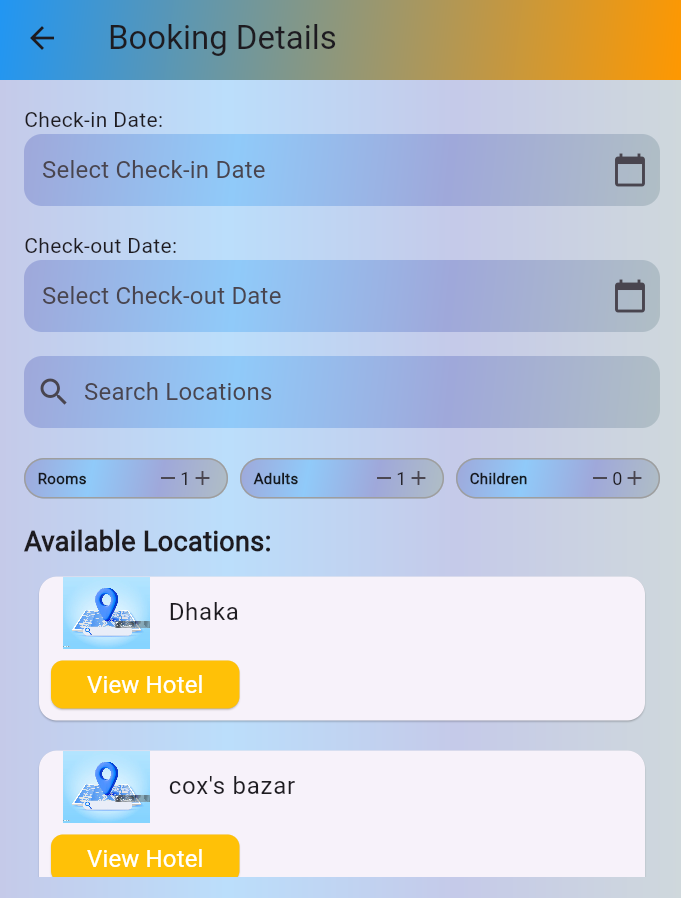 Booking Details
Check-in Date:
Select Check-in Date
Check-out Date:
Select Check-out Date
Search Locations
Rooms 1 Adults 1 Children 0
Available Locations:
Dhaka
View Hotel
cox's bazar
View Hotel